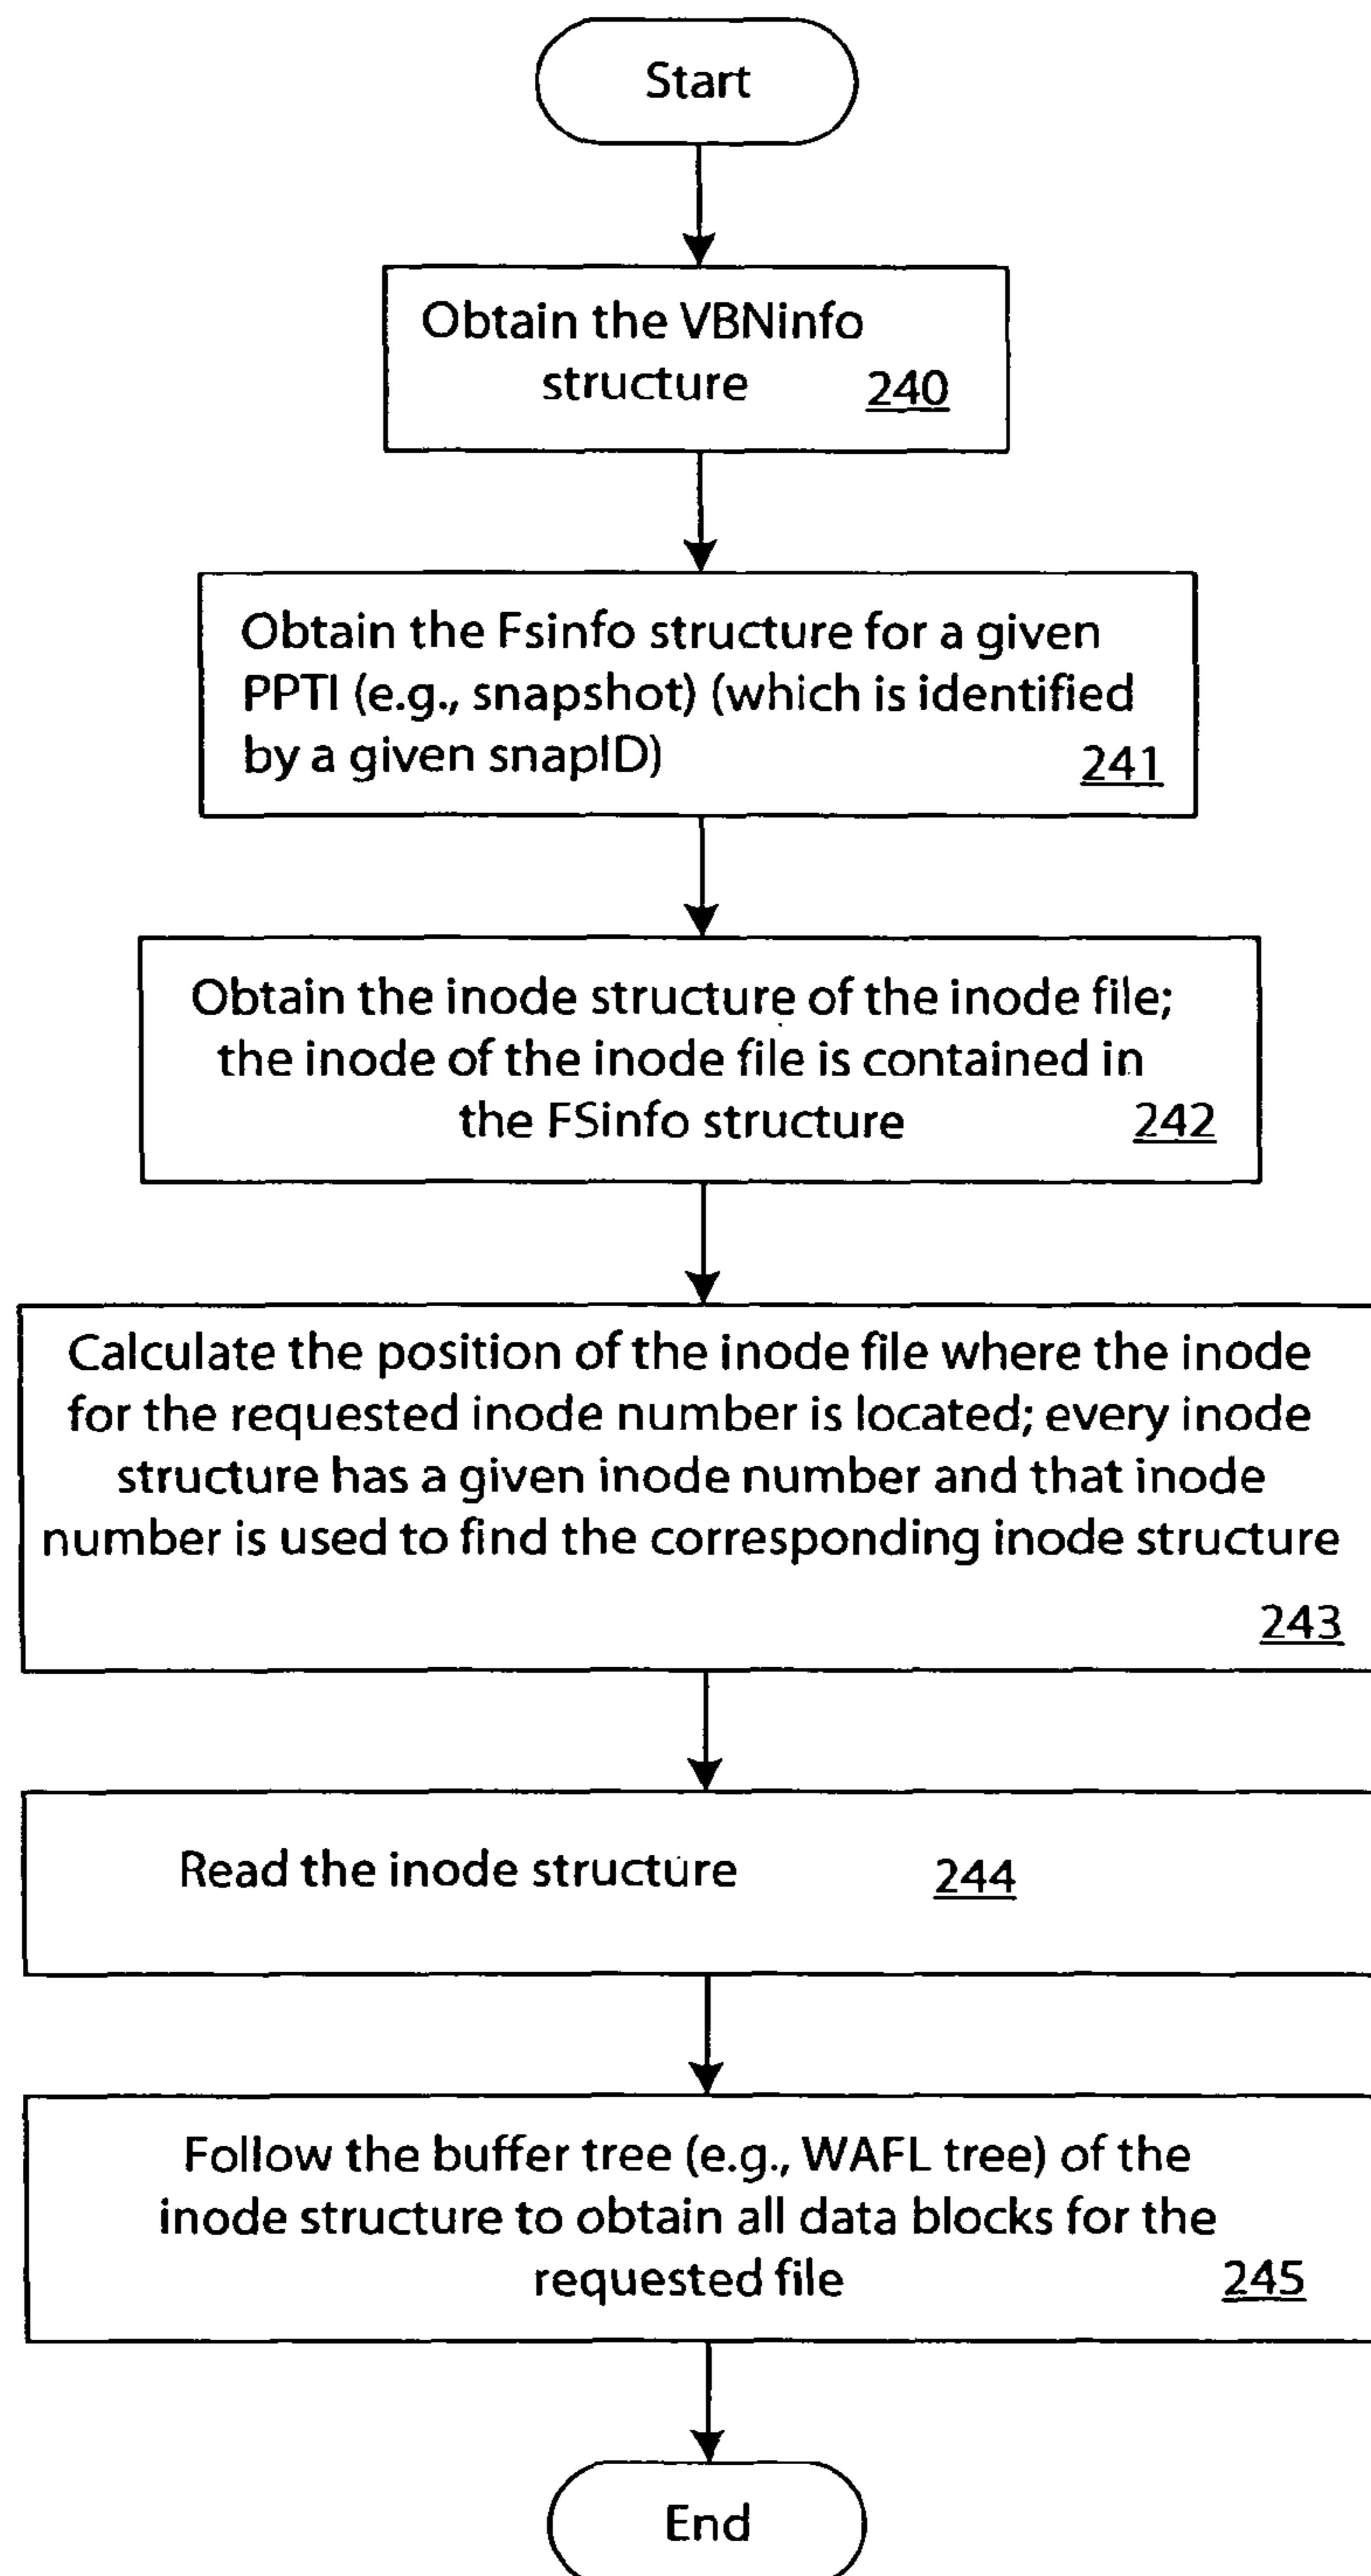 Start
Obtain the VBNinfo
structure 240
Obtain the Fsinfo structure for a given
PPTI (e.g., snapshot) (which is identified
by a given snapID) 241
Obtain the inode structure of the inode file;
the inode of the inode file is contained in
the FSinfo structure 242
Calculate the position of the inode file where the inode
for the requested inode number is located; every inode
structure has a given inode number and that inode
number is used to find the corresponding inode structure
243
Read the inode structure 244
Follow the buffer tree (e.g., WAFL tree) of the
inode structure to obtain all data blocks for the
requested file 245
End